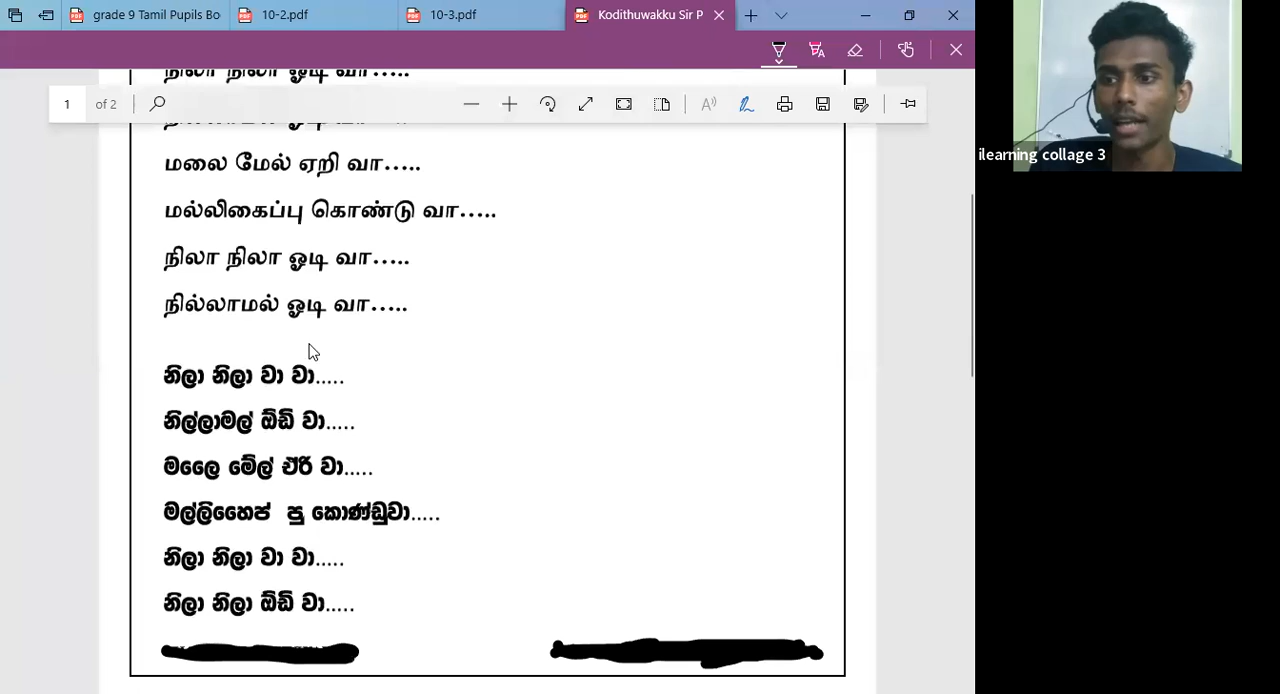 grade 9 Tamil Pupils Bo
10-2.pdf
10-3.pdf
Kodithuwakku Sir P
1 of 2
நிலா நிலா ஓடி வா.....
மலை மேல் ஏறி வா.....
மல்லிகைப்பு கொண்டு வா.....
நிலா நிலா ஓடி வா.....
நில்லாமல் ஓடி வா.....
නිලා නිලා වා වා.....
නිල්ලාමල් ඕඩි වා.....
මලෛ මේල් ඒරි වා.....
මල්ලිහෛප් පු කොණ්ඩුවා.....
නිලා නිලා වා වා.....
නිලා නිලා ඕඩි වා.....
ilearning collage 3